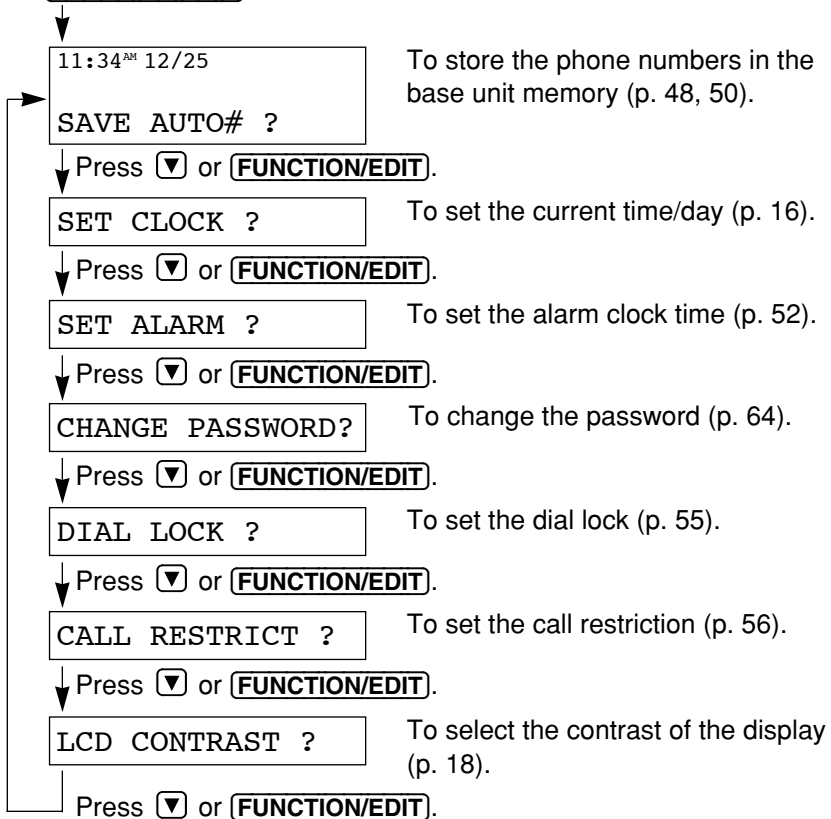 11:34AM 12/25
SAVE AUTO# ?
To store the phone numbers in the
base unit memory (p. 48, 50).
Press ▼ or FUNCTION/EDIT.
SET CLOCK ?
To set the current time/day (p. 16).
Press ▼ or FUNCTION/EDIT.
SET ALARM ?
To set the alarm clock time (p. 52).
Press ▼ or FUNCTION/EDIT.
CHANGE PASSWORD?
To change the password (p. 64).
Press ▼ or FUNCTION/EDIT.
DIAL LOCK ?
To set the dial lock (p. 55).
Press ▼ or FUNCTION/EDIT.
CALL RESTRICT ?
To set the call restriction (p. 56).
Press ▼ or FUNCTION/EDIT.
LCD CONTRAST ?
To select the contrast of the display
(p. 18).
Press ▼ or FUNCTION/EDIT.